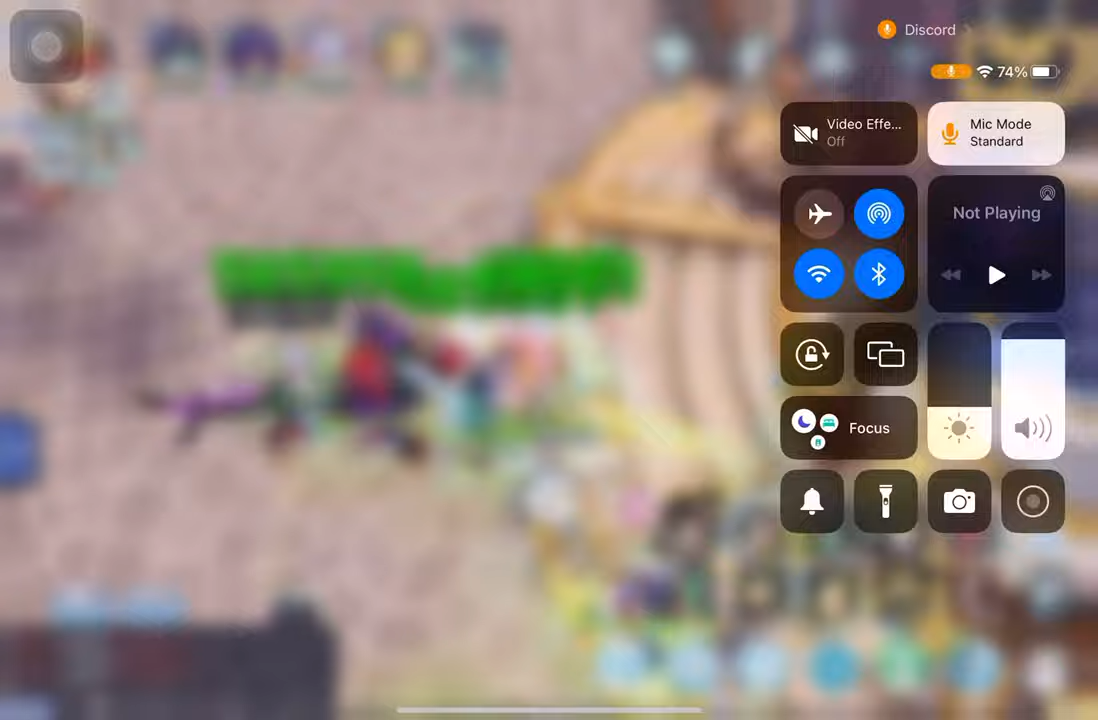 Discord
74%
Video Effe...
Off
Mic Mode
Standard
Not Playing
Focus